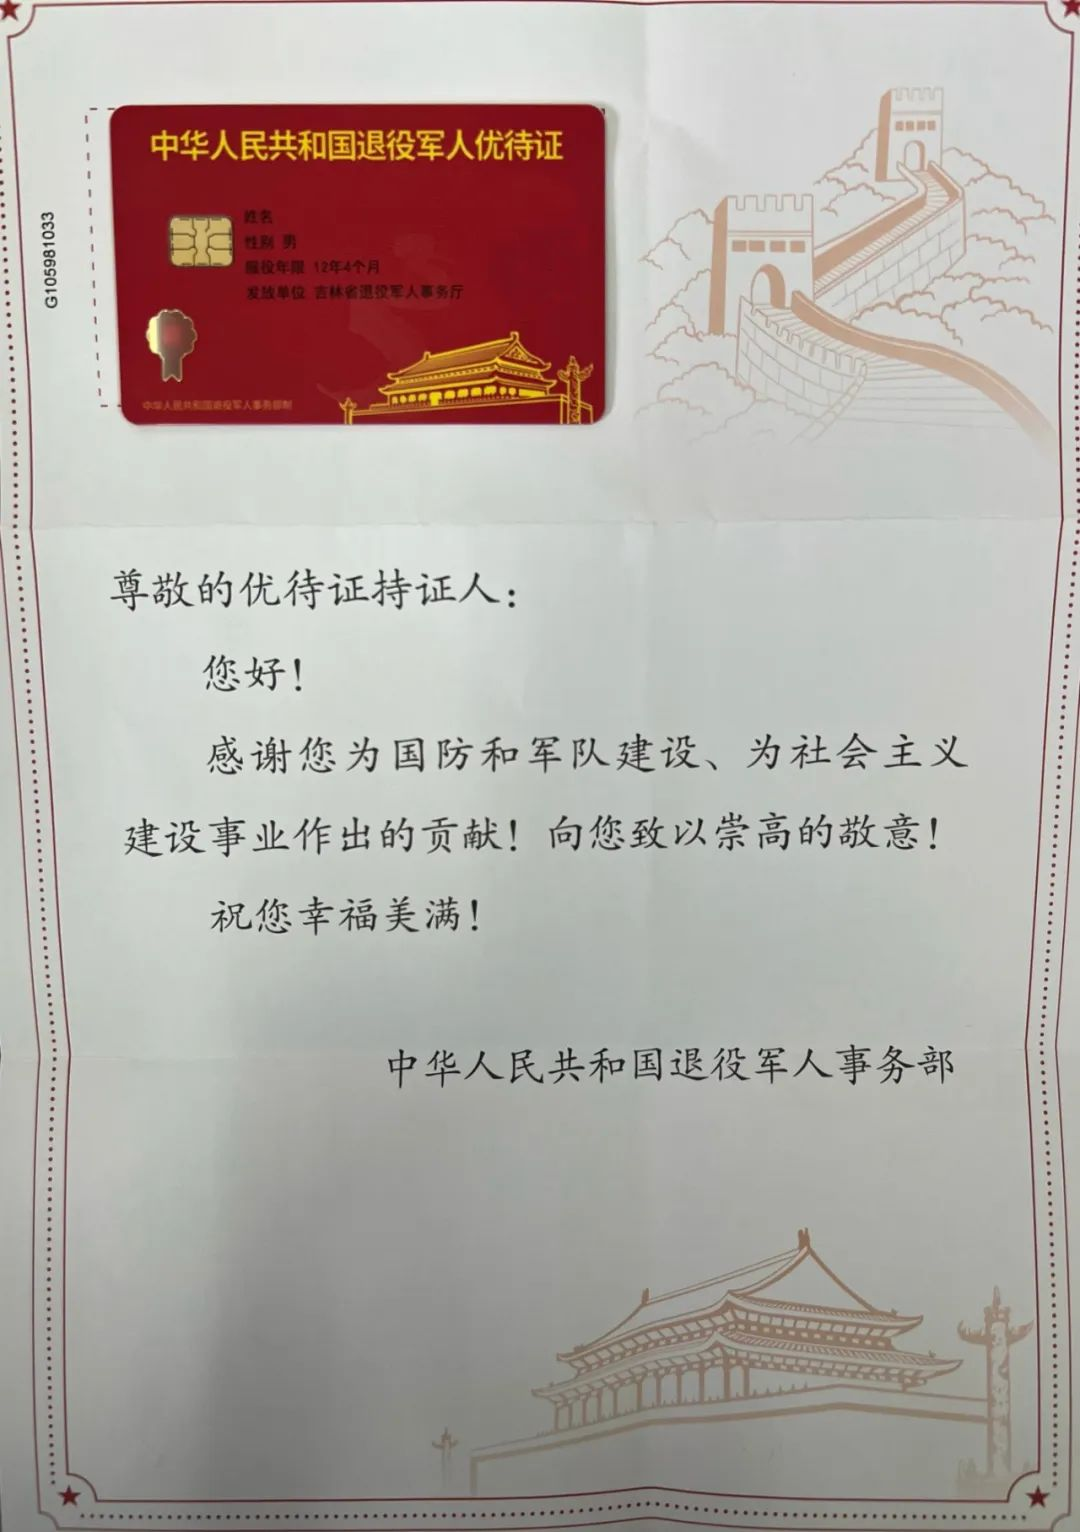 中华人民共和国退役军人优待证
姓名
性别 男
服役年限 12年4个月
发放单位 吉林省退役军人事务厅
中华人民共和国退役军人事务部制
G105981033
尊敬的优待证持证人：
您好！
感谢您为国防和军队建设、为社会主义
建设事业作出的贡献！向您致以崇高的敬意！
祝您幸福美满！
中华人民共和国退役军人事务部